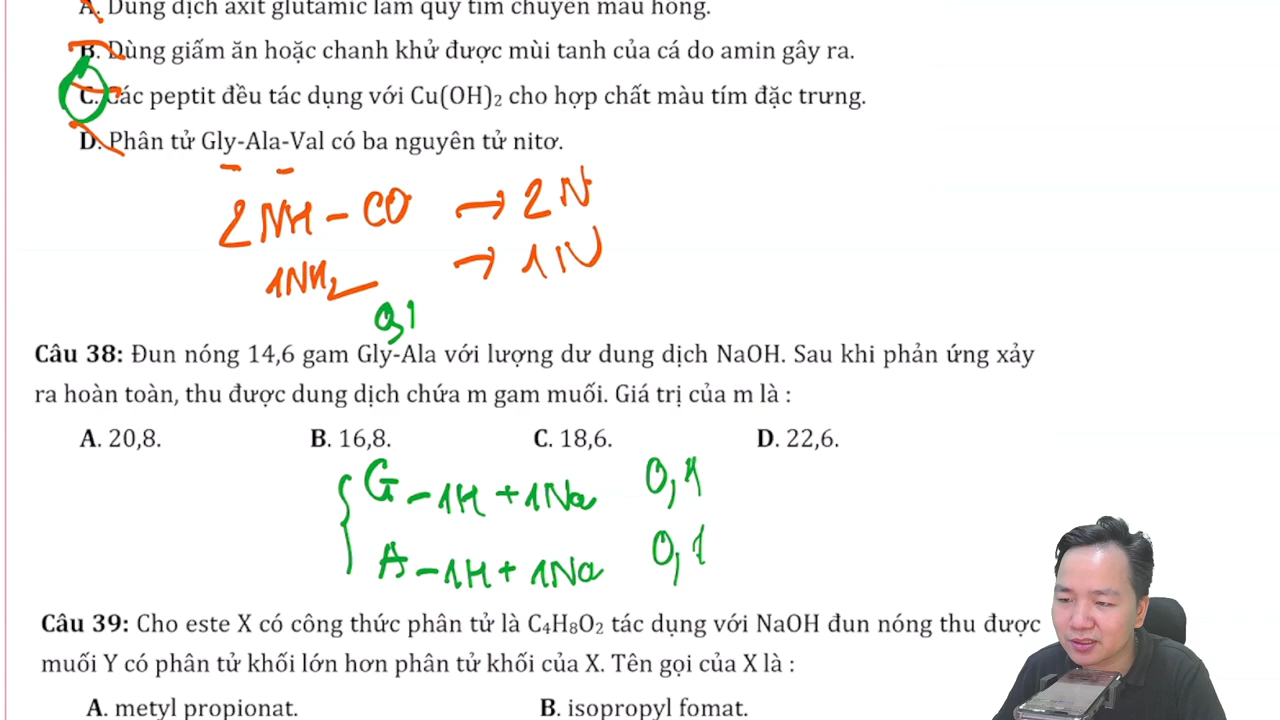 A. Dung dịch axit glutamic làm quỳ tím chuyển màu hồng.
B. Dùng giấm ăn hoặc chanh khử được mùi tanh của cá do amin gây ra.
C. Các peptit đều tác dụng với Cu(OH)₂ cho hợp chất màu tím đặc trưng.
D. Phân tử Gly-Ala-Val có ba nguyên tử nitơ.
2NH-CO → 2N
1NH₂ → 1N
0,1
Câu 38: Đun nóng 14,6 gam Gly-Ala với lượng dư dung dịch NaOH. Sau khi phản ứng xảy
ra hoàn toàn, thu được dung dịch chứa m gam muối. Giá trị của m là :
A. 20,8. B. 16,8. C. 18,6. D. 22,6.
G -1H +1Na 0,1
A -1H + 1Na 0,1
Câu 39: Cho este X có công thức phân tử là C₄H₈O₂ tác dụng với NaOH đun nóng thu được
muối Y có phân tử khối lớn hơn phân tử khối của X. Tên gọi của X là :
A. metyl propionat. B. isopropyl fomat.